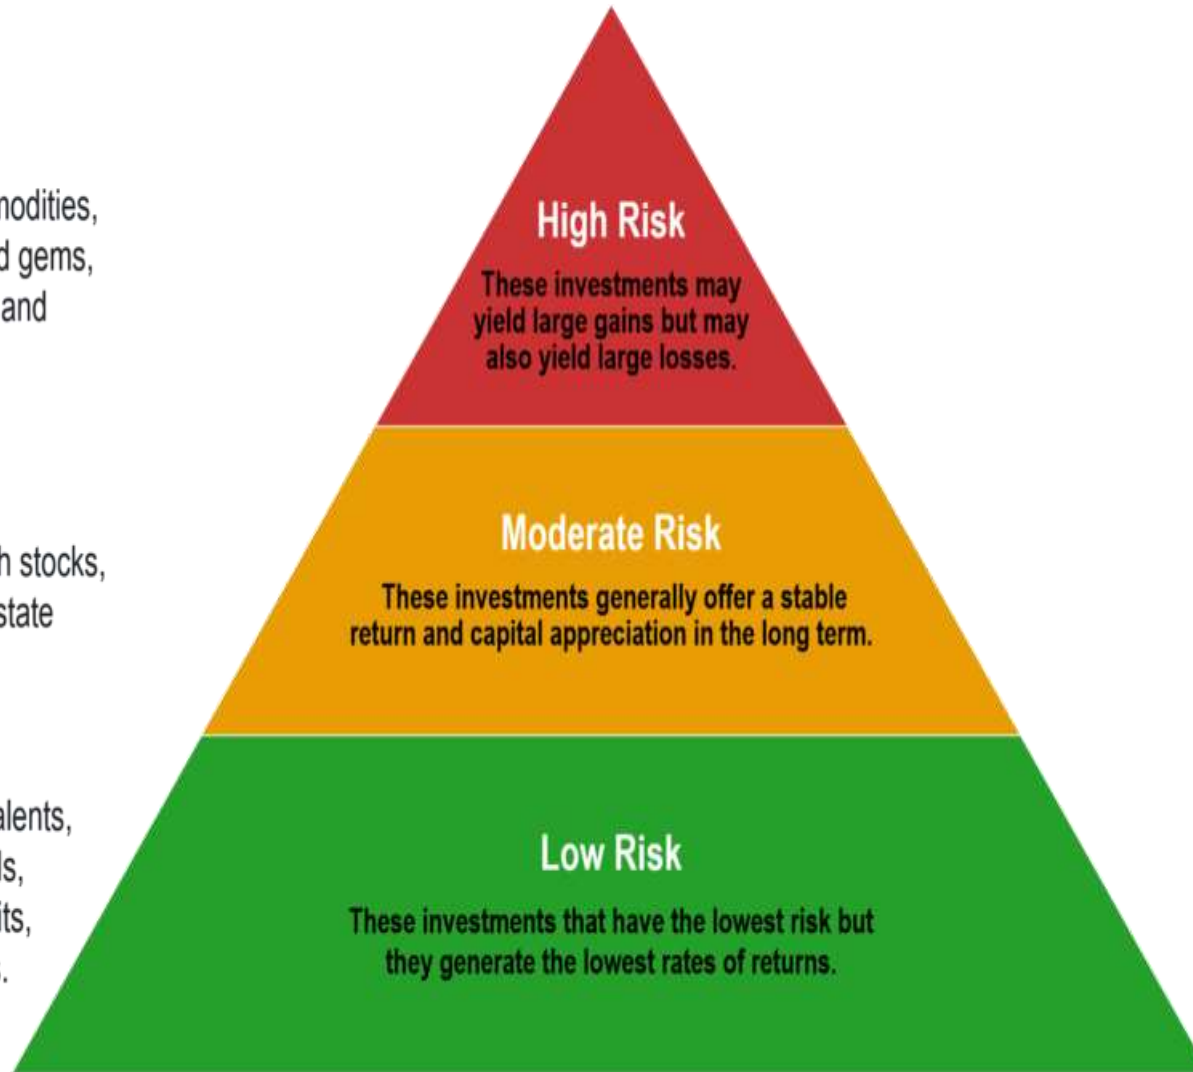 modities,
d gems,
and
High Risk
These investments may
yield large gains but may
also yield large losses.
h stocks,
state
Moderate Risk
These investments generally offer a stable
return and capital appreciation in the long term.
alents,
ls,
its,
Low Risk
These investments that have the lowest risk but
they generate the lowest rates of returns.